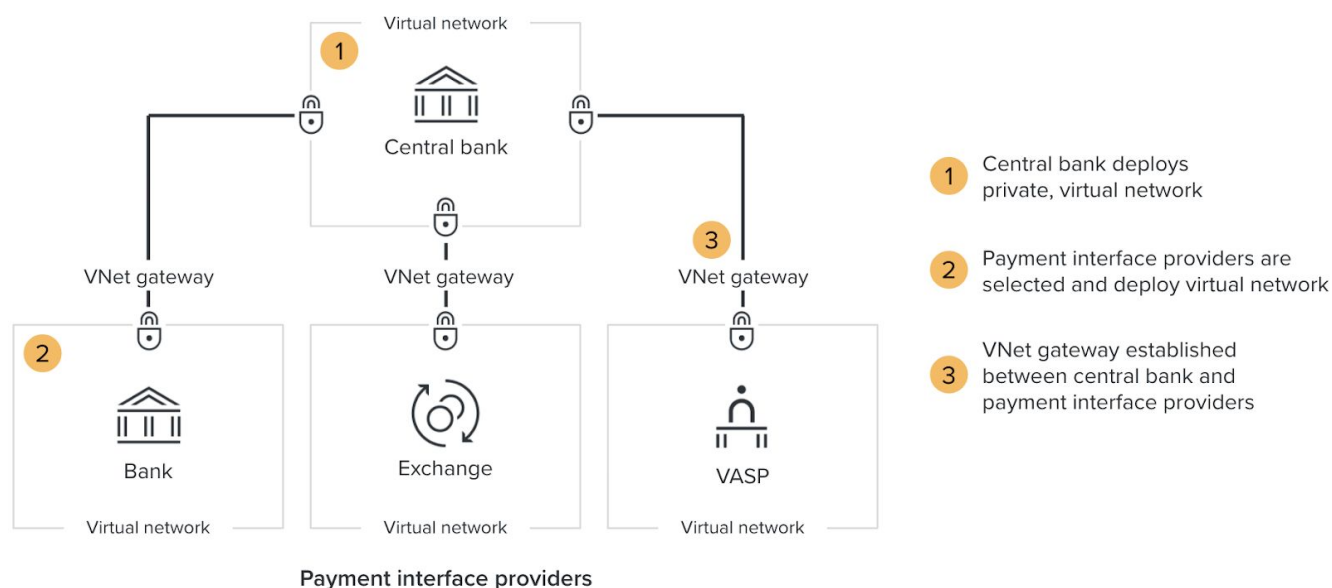 Virtual network
1
Central bank
VNet gateway
VNet gateway
3
VNet gateway
2
Bank
Exchange
VASP
Virtual network
Virtual network
Virtual network
Payment interface providers
1
Central bank deploys
private, virtual network
2
Payment interface providers are
selected and deploy virtual network
3
VNet gateway established
between central bank and
payment interface providers